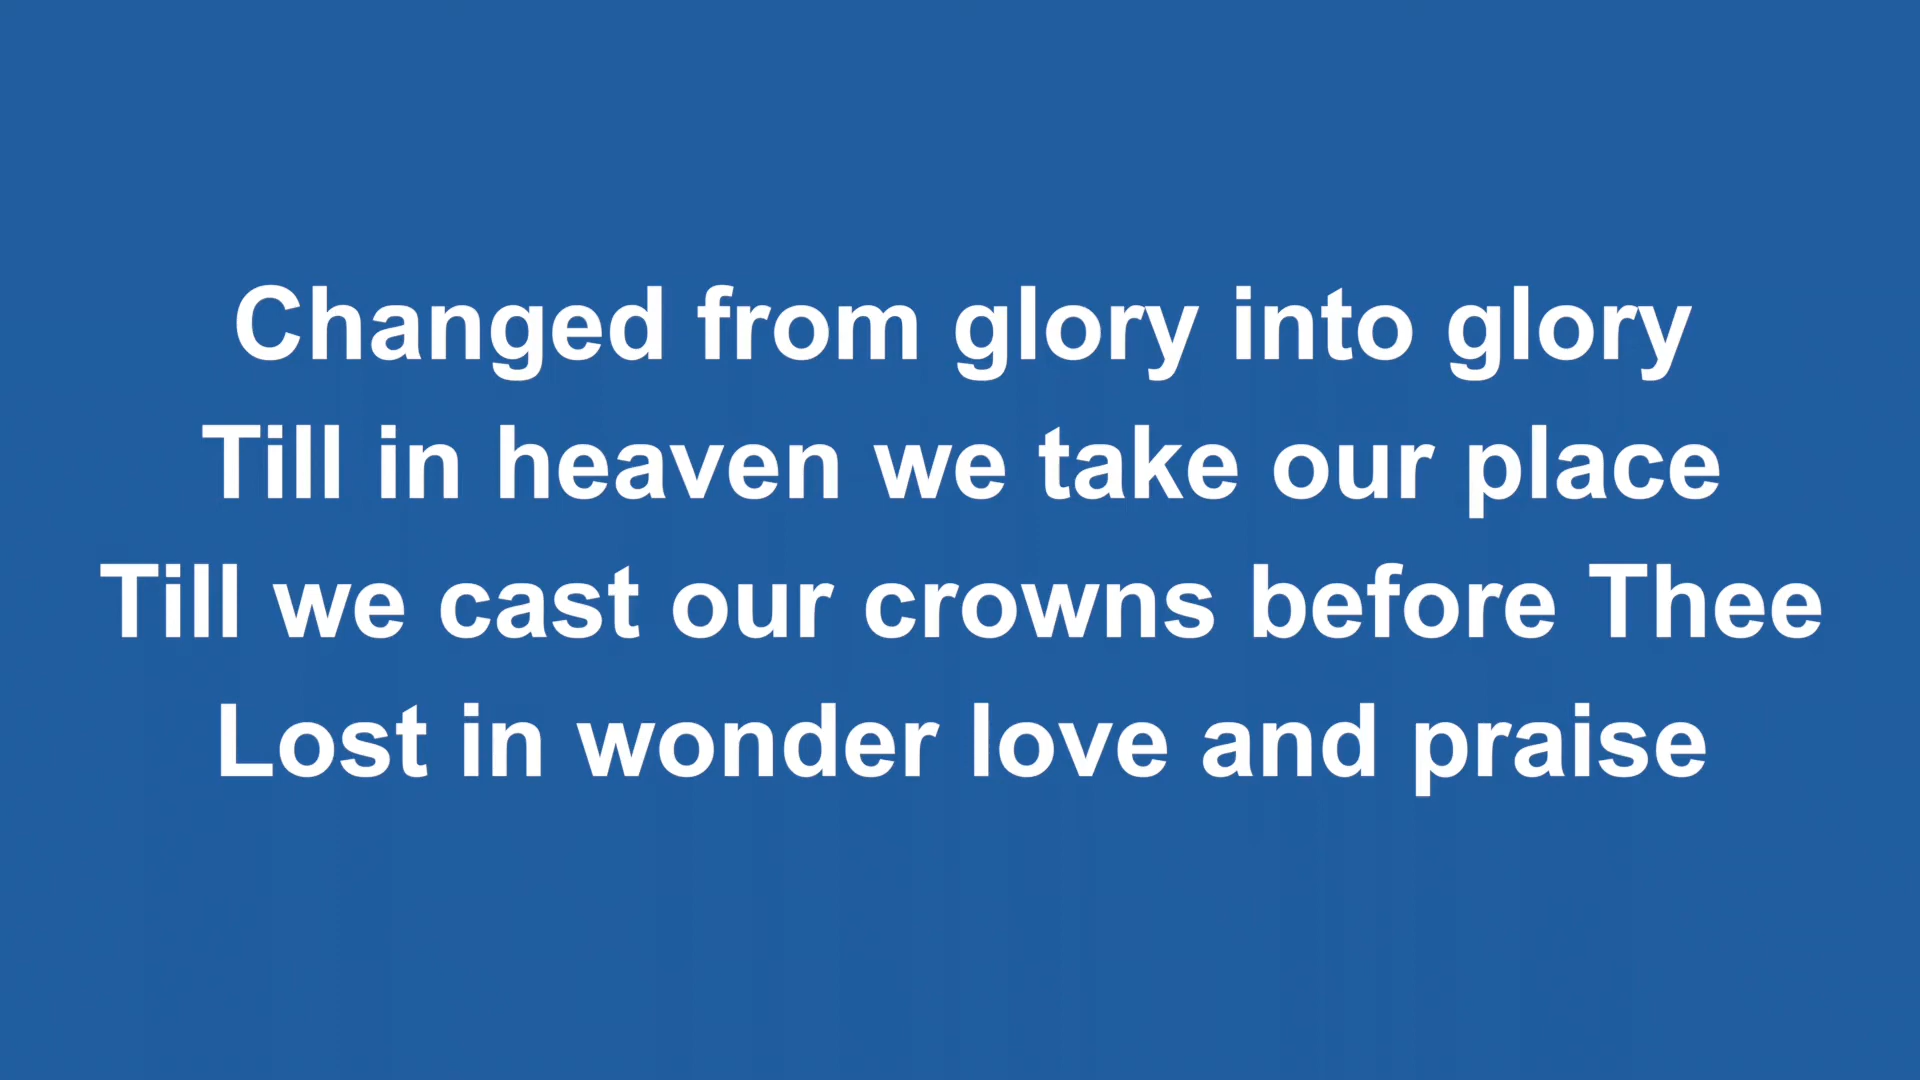 Changed from glory into glory
Till in heaven we take our place
Till we cast our crowns before Thee
Lost in wonder love and praise